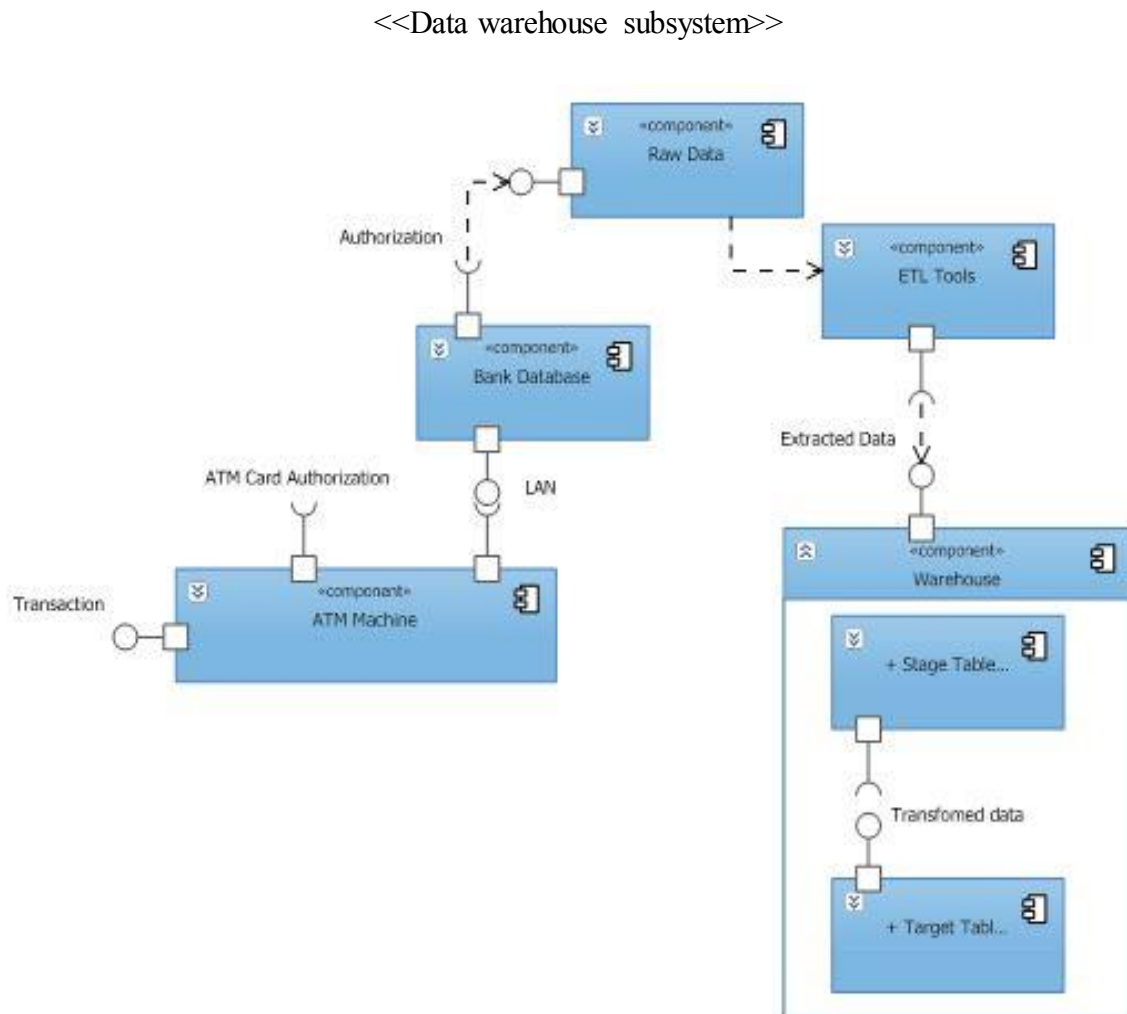 <<Data warehouse subsystem>>
«component»
Raw Data
Authorization
«component»
ETL Tools
«component»
Bank Database
Extracted Data
ATM Card Authorization
LAN
«component»
Warehouse
«component»
ATM Machine
Transaction
+ Stage Table...
Transfomed data
+ Target Tabl...